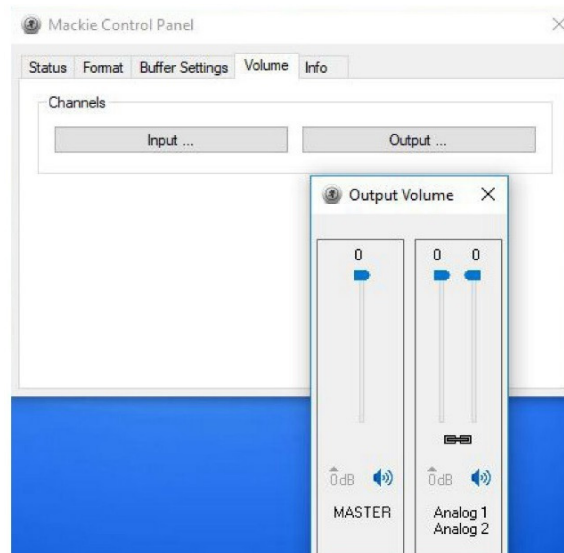 Mackie Control Panel
Status Format Buffer Settings Volume Info
Channels
Input ... Output ...
Output Volume
0 0 0
0dB 0dB
MASTER Analog 1
Analog 2